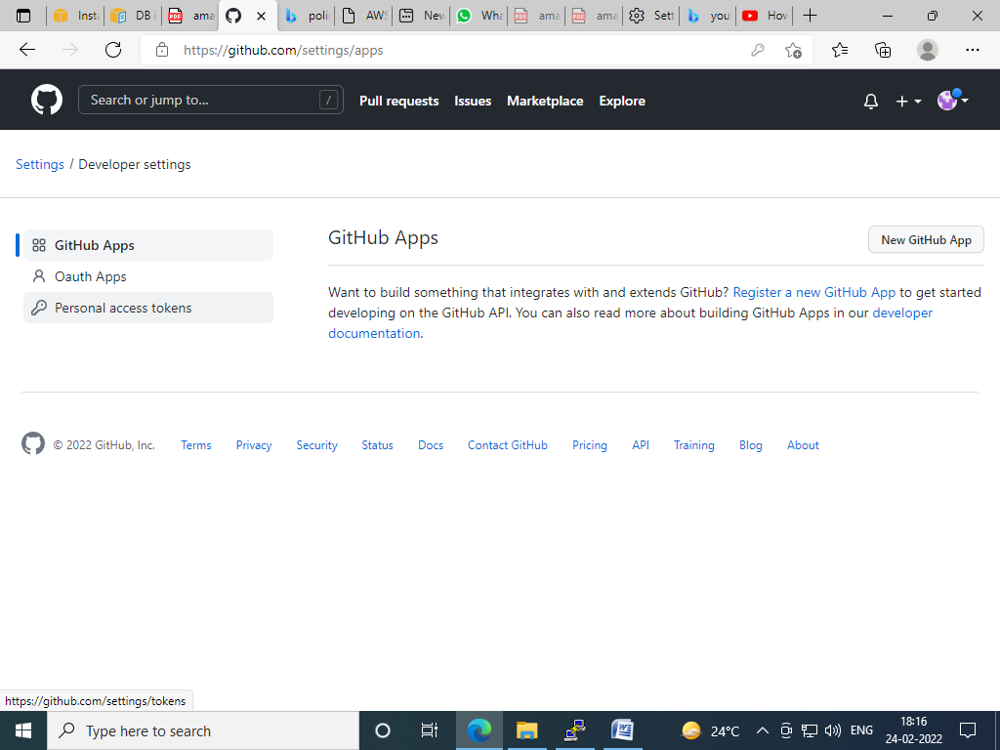 Inst
DB i
ama
poli
AWS
New
Wha
ama
ama
Sett
you
How
https://github.com/settings/apps
Search or jump to...
/
Pull requests
Issues
Marketplace
Explore
Settings / Developer settings
GitHub Apps
Oauth Apps
Personal access tokens
GitHub Apps
New GitHub App
Want to build something that integrates with and extends GitHub? Register a new GitHub App to get started
developing on the GitHub API. You can also read more about building GitHub Apps in our developer
documentation.
© 2022 GitHub, Inc.
Terms
Privacy
Security
Status
Docs
Contact GitHub
Pricing
API
Training
Blog
About
https://github.com/settings/tokens
Type here to search
24°C
ENG
18:16
24-02-2022